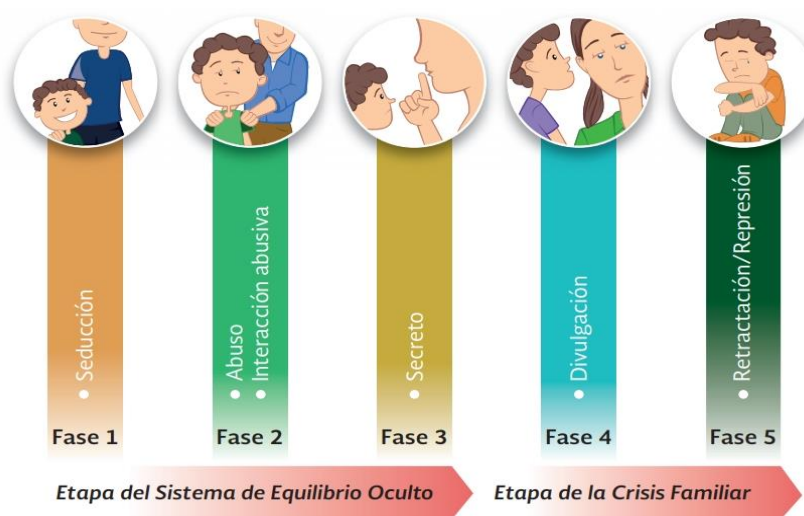 • Seducción
• Abuso
• Interacción abusiva
• Secreto
• Divulgación
• Retractación/Represión
Fase 1
Fase 2
Fase 3
Fase 4
Fase 5
Etapa del Sistema de Equilibrio Oculto
Etapa de la Crisis Familiar